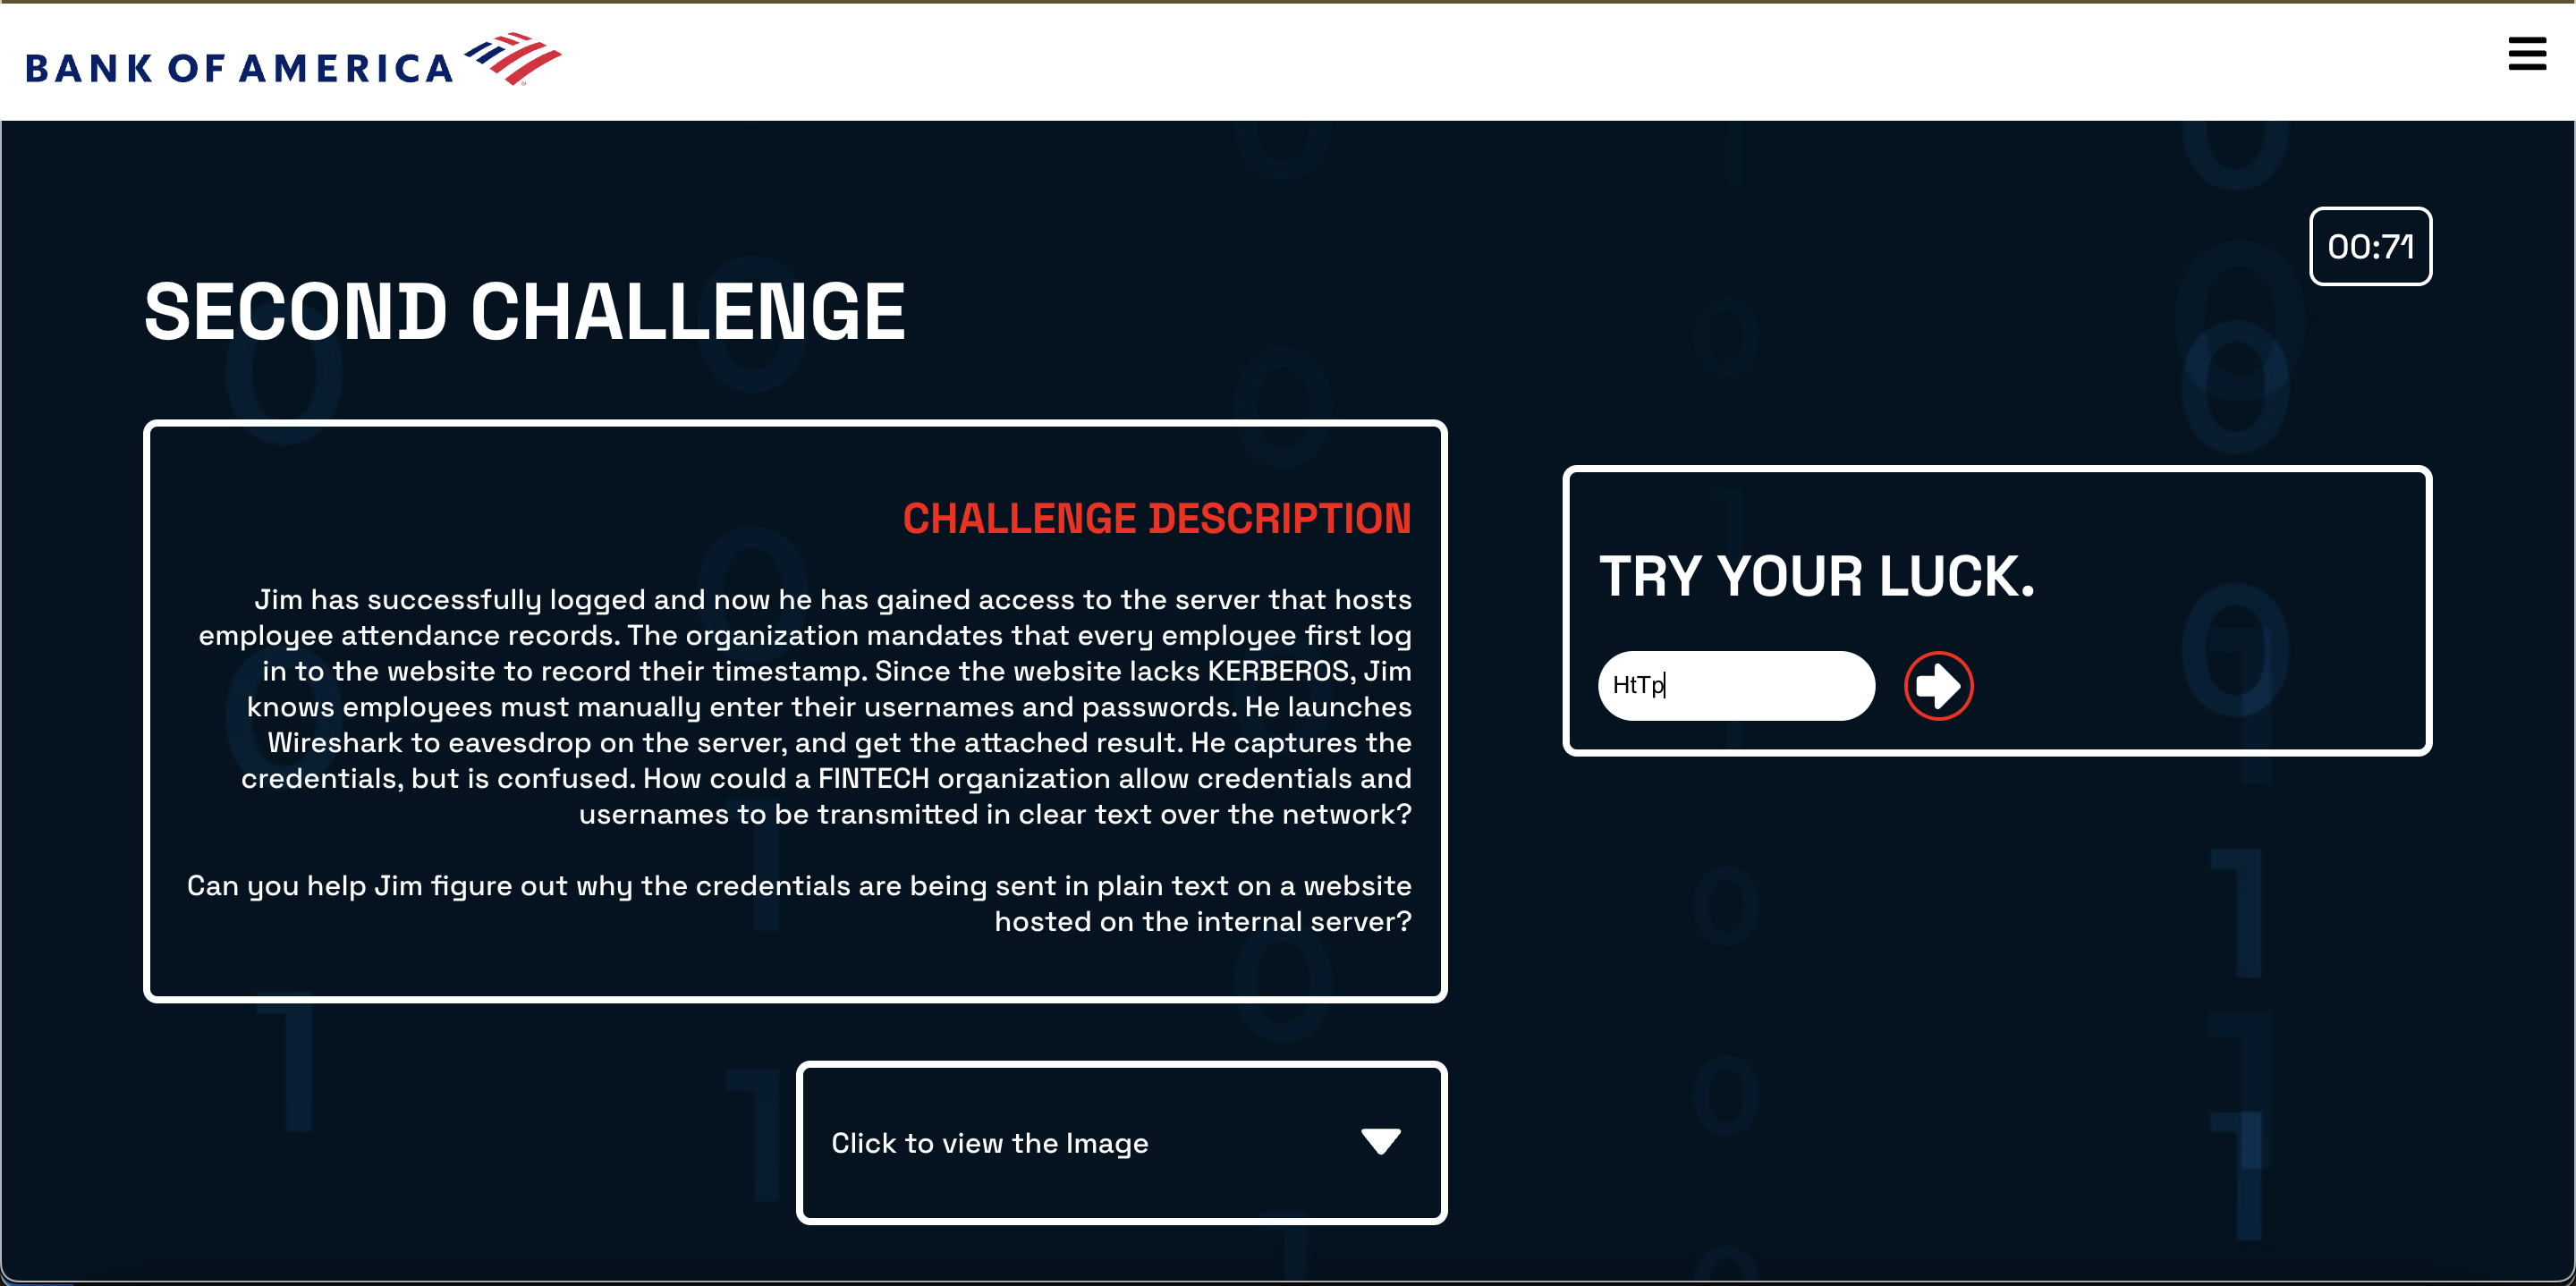 BANK OF AMERICA
00:71
SECOND CHALLENGE
CHALLENGE DESCRIPTION
Jim has successfully logged and now he has gained access to the server that hosts
employee attendance records. The organization mandates that every employee first log
in to the website to record their timestamp. Since the website lacks KERBEROS, Jim
knows employees must manually enter their usernames and passwords. He launches
Wireshark to eavesdrop on the server, and get the attached result. He captures the
credentials, but is confused. How could a FINTECH organization allow credentials and
usernames to be transmitted in clear text over the network?
Can you help Jim figure out why the credentials are being sent in plain text on a website
hosted on the internal server?
TRY YOUR LUCK.
HtTp
Click to view the Image